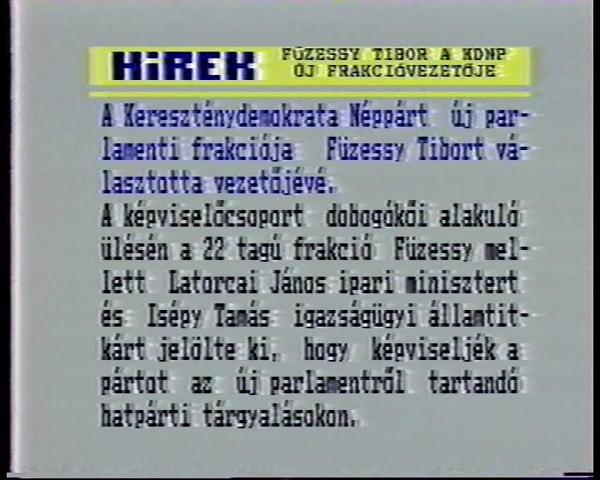 HíREK
FÜZESSY TIBOR A KDNP
ÚJ FRAKCIÓVEZETŐJE
A Kereszténydemokrata Néppárt új par-
lamenti frakciója Füzessy Tibort vá-
lasztotta vezetőjévé.
A képviselőcsoport dobogókői alakuló
ülésén a 22 tagú frakció Füzessy mel-
lett Latorcai János ipari minisztert
és Isépy Tamás igazságügyi államtit-
kárt jelölte ki, hogy képviseljék a
pártot az új parlamentről tartandó
hatpárti tárgyalásokon.